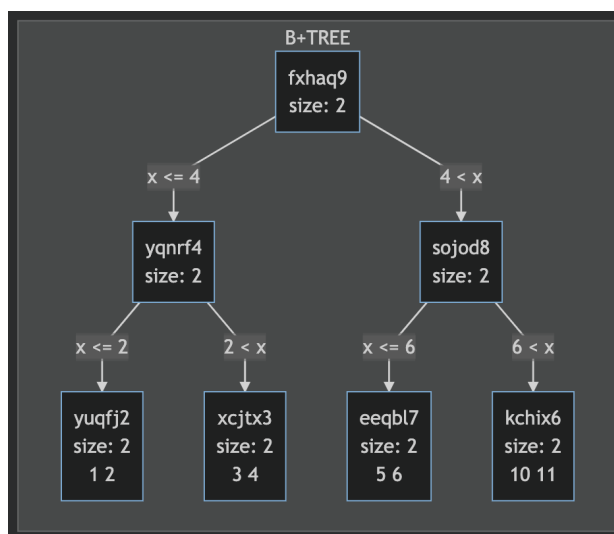 B+TREE
fxhaq9
size: 2
x <= 4
4 < x
yqnrf4
size: 2
sojod8
size: 2
x <= 2
2 < x
x <= 6
6 < x
yuqfj2
size: 2
1 2
xcjtx3
size: 2
3 4
eeqbl7
size: 2
5 6
kchix6
size: 2
10 11